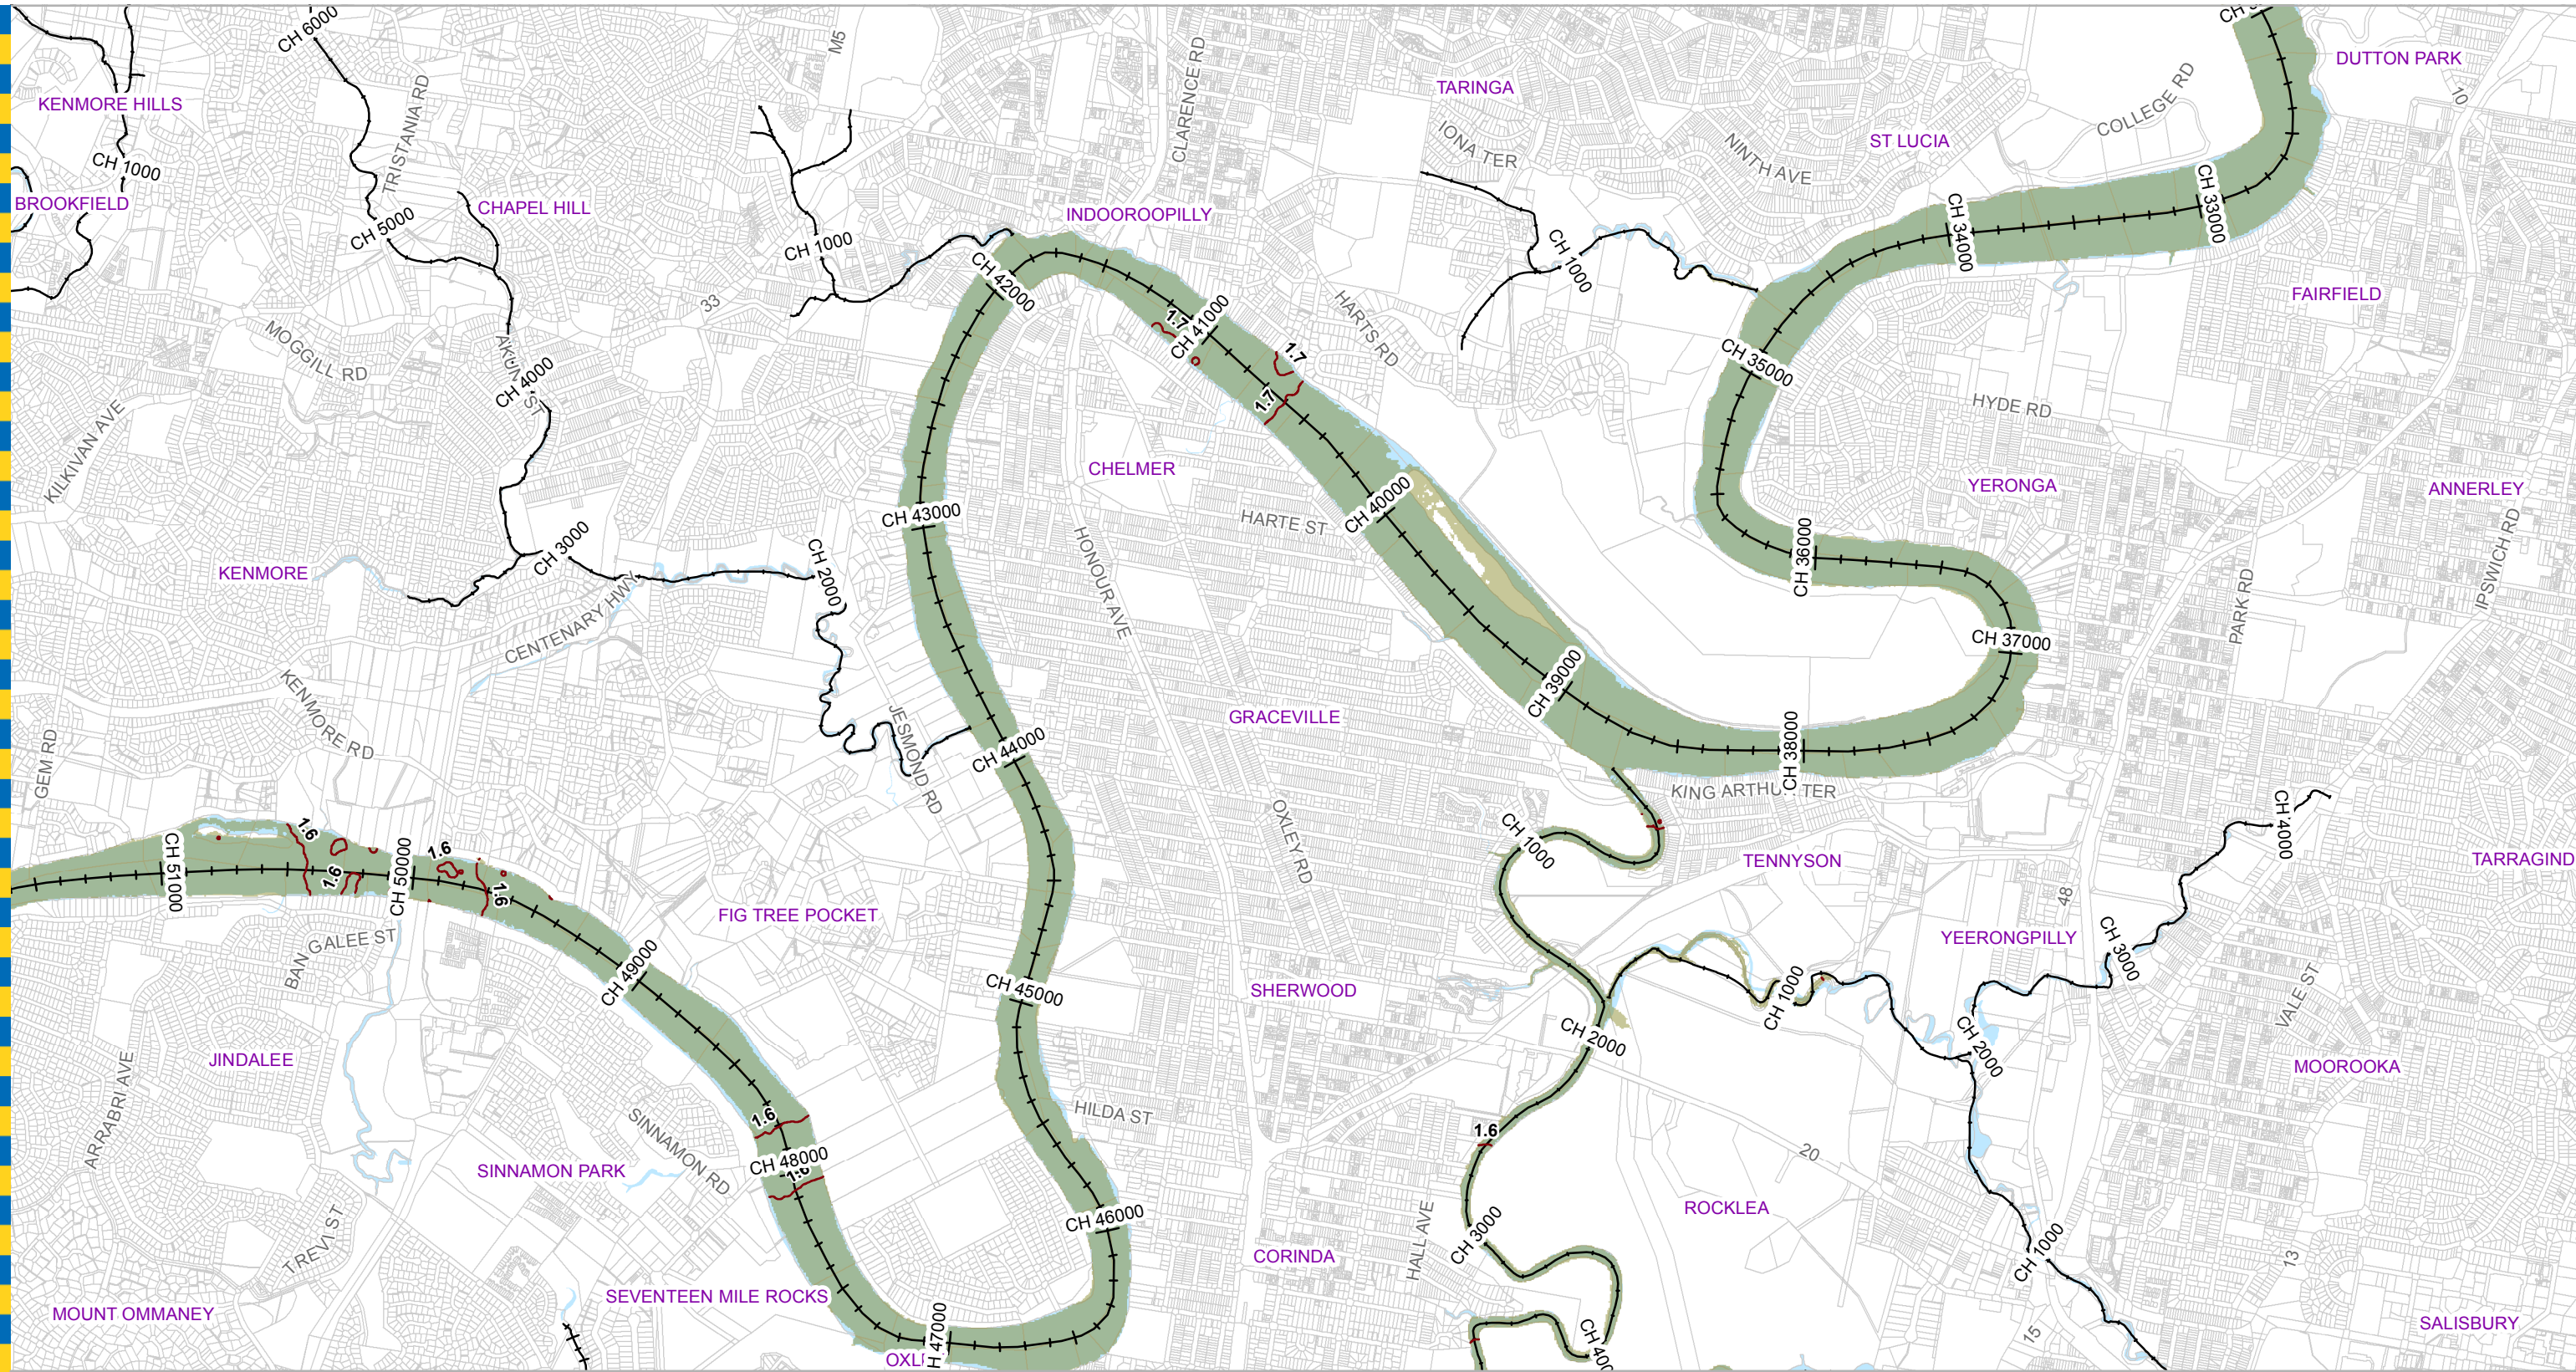 CH 6000
M5
CLARENCE RD
TARINGA
IONA TER
NINTH AVE
ST LUCIA
COLLEGE RD
DUTTON PARK
10
KENMORE HILLS
TRISTANIA RD
CH 1000
BROOKFIELD
CH 5000
CHAPEL HILL
CH 1000
INDOOROOPILLY
CH 1000
CH 34000
CH 33000
FAIRFIELD
33
CH 42000
1.7
CH 41000
HARTS RD
1.7
1.7
MOGGILL RD
CH 4000
CH 35000
HYDE RD
KILKIVAN AVE
CHELMER
YERONGA
ANNERLEY
CH 43000
HARTE ST
CH 40000
CH 36000
IPSWICH RD
KENMORE
CH 3000
CH 2000
HONOUR AVE
CENTENARY HWY
CH 37000
PARK RD
KENMORE RD
CH 39000
GRACEVILLE
JESMOND RD
CH 44000
CH 38000
GEM RD
KING ARTHUR TER
CH 4000
1.6
1.6
1.6
1.6
CH 51000
CH 50000
OXLEY RD
CH 1000
TENNYSON
TARRAGIND
48
FIG TREE POCKET
GALEE ST
BAN
CH 49000
YEERONGPILLY
CH 3000
CH 45000
SHERWOOD
CH 1000
VALE ST
CH 2000
CH 2000
JINDALEE
MOOROOKA
ARRABRI AVE
1.6
HILDA ST
1.6
20
CH 48000
1.6
SINNAMON PARK
SINNAMON RD
ROCKLEA
CH 46000
TREVI ST
HALL AVE
CH 3000
CORINDA
CH 1000
13
SEVENTEEN MILE ROCKS
MOUNT OMMANEY
H 47000
CH 400
15
SALISBURY
OXL